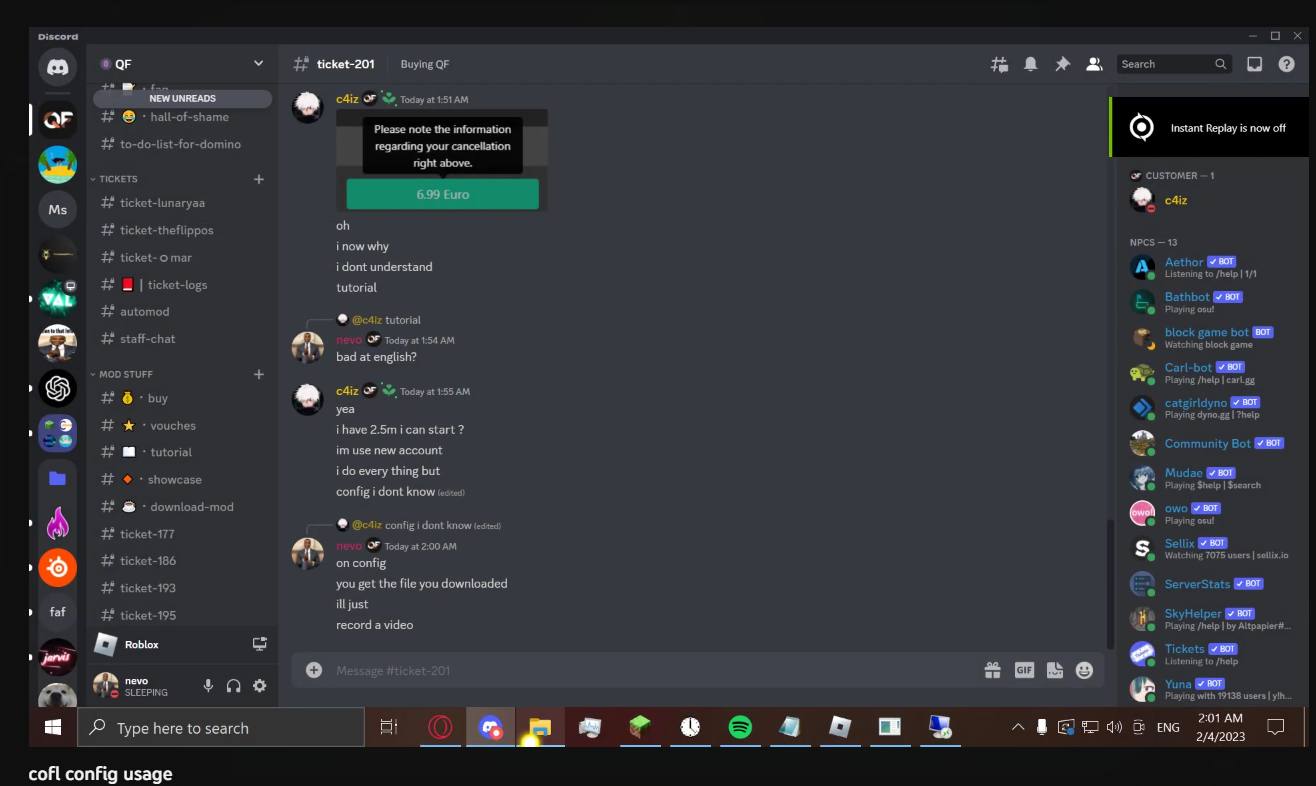 Discord
QF
# ticket-201
Buying QF
Search
NEW UNREADS
hall-of-shame
to-do-list-for-domino
TICKETS
ticket-lunaryaa
ticket-theflippos
ticket-omar
| ticket-logs
automod
staff-chat
MOD STUFF
buy
vouches
tutorial
showcase
download-mod
ticket-177
ticket-186
ticket-193
ticket-195
Roblox
nevo
SLEEPING
Ms
VAL
faf
jarvis
c4iz QF Today at 1:51 AM
Please note the information
regarding your cancellation
right above.
6.99 Euro
oh
i now why
i dont understand
tutorial
@c4iz tutorial
nevo QF Today at 1:54 AM
bad at english?
c4iz QF Today at 1:55 AM
yea
i have 2.5m i can start ?
im use new account
i do every thing but
config i dont know (edited)
@c4iz config i dont know (edited)
nevo QF Today at 2:00 AM
on config
you get the file you downloaded
ill just
record a video
Message #ticket-201
GIF
Instant Replay is now off
QF CUSTOMER — 1
c4iz
NPCS — 13
Aethor ✓ BOT
Listening to /help | 1/1
Bathbot ✓ BOT
Playing osu!
block game bot BOT
Watching block game
Carl-bot ✓ BOT
Playing /help | carl.gg
catgirldyno ✓ BOT
Playing dyno.gg | ?help
Community Bot ✓ BOT
Mudae ✓ BOT
Playing $help | $search
owo ✓ BOT
Playing osu!
Sellix ✓ BOT
Watching 7075 users | sellix.io
ServerStats ✓ BOT
SkyHelper ✓ BOT
Playing /help | by Altpapier#...
Tickets ✓ BOT
Listening to /help
Yuna ✓ BOT
Playing with 19138 users | y!h...
Type here to search
ENG
2:01 AM
2/4/2023
cofl config usage